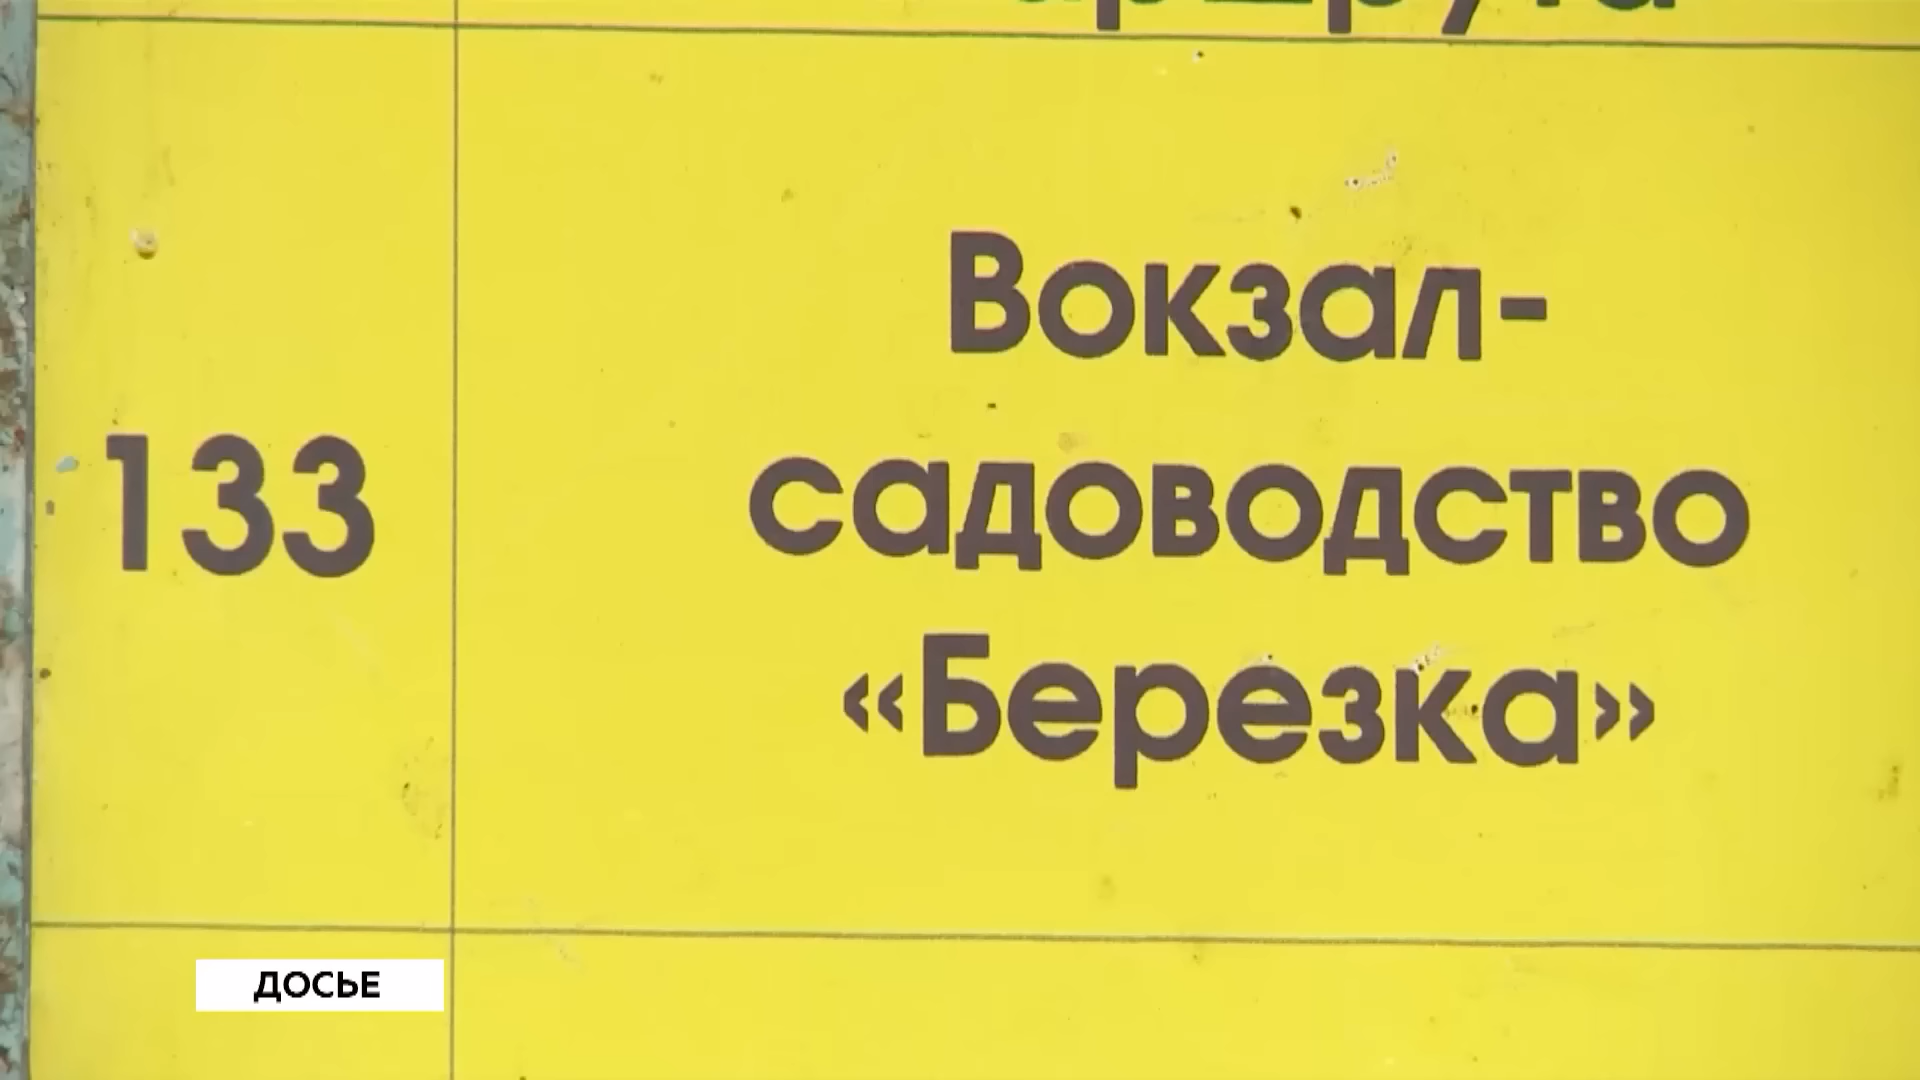 133
Вокзал-
садоводство
«Березка»
ДОСЬЕ